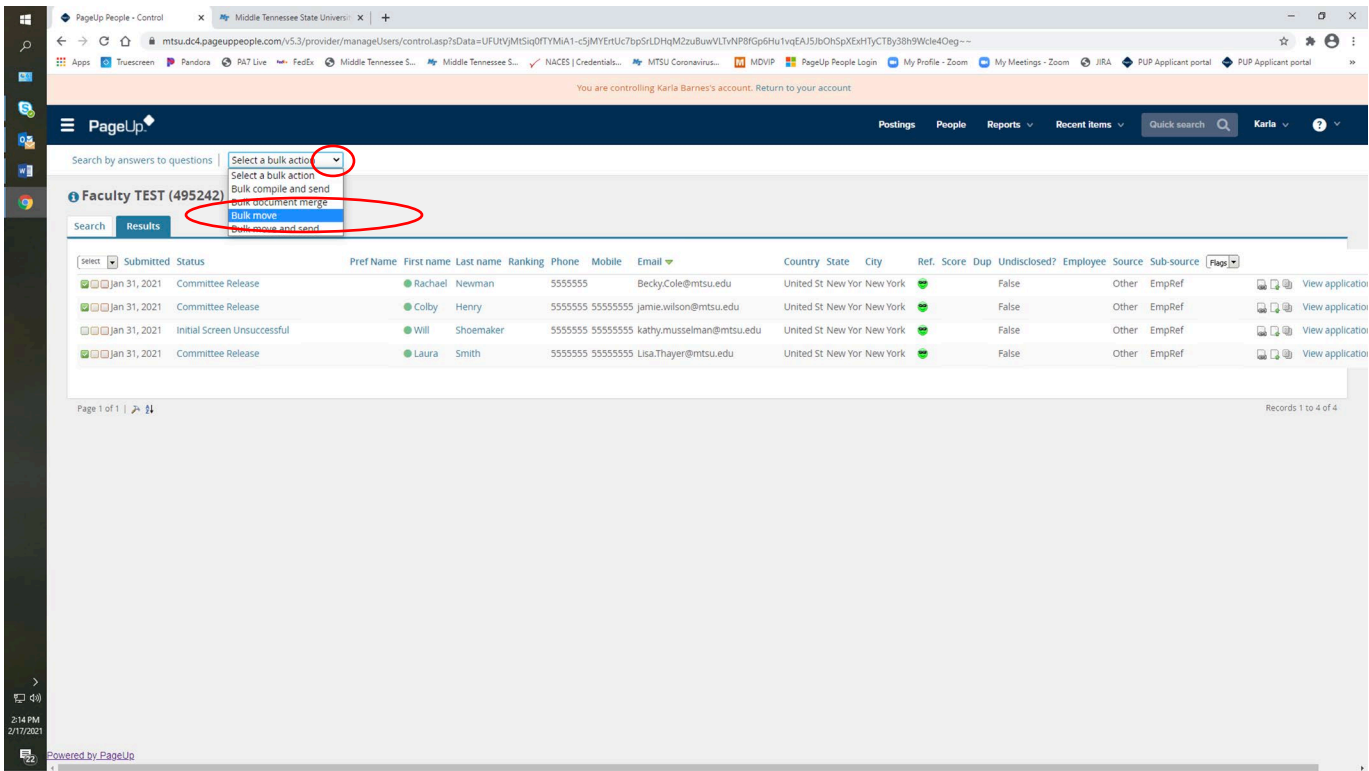 PageUp People - Control
Middle Tennessee State Universi
mtsu.dc4.pageuppeople.com/v5.3/provider/manageUsers/control.asp?sData=UFUtVjMtSiq0fTYMiA1-c5jMYErtUc7bpSrLDHqM2zuBuwVLTvNP8fGp6Hu1vqEAJ5JbOhSpXExHTyCTBy38h9Wcle4Oeg~~
Apps Truescreen Pandora PA7 Live FedEx Middle Tennessee S... Middle Tennessee S... NACES | Credentials... MTSU Coronavirus... MDVIP PageUp People Login My Profile - Zoom My Meetings - Zoom JIRA PUP Applicant portal PUP Applicant portal »
You are controlling Karla Barnes's account. Return to your account
PageUp. Postings People Reports Recent items Quick search Karla ?
Search by answers to questions | Select a bulk action
Select a bulk action
Bulk compile and send
Faculty TEST (495242)
Bulk document merge
Bulk move
Bulk move and send
Search Results
Select Submitted Status Pref Name First name Last name Ranking Phone Mobile Email Country State City Ref. Score Dup Undisclosed? Employee Source Sub-source Flags
Jan 31, 2021 Committee Release Rachael Newman 5555555 Becky.Cole@mtsu.edu United St New Yor New York False Other EmpRef View application
Jan 31, 2021 Committee Release Colby Henry 5555555 55555555 jamie.wilson@mtsu.edu United St New Yor New York False Other EmpRef View application
Jan 31, 2021 Initial Screen Unsuccessful Will Shoemaker 5555555 55555555 kathy.musselman@mtsu.edu United St New Yor New York False Other EmpRef View application
Jan 31, 2021 Committee Release Laura Smith 5555555 55555555 Lisa.Thayer@mtsu.edu United St New Yor New York False Other EmpRef View application
Page 1 of 1 | Records 1 to 4 of 4
2:14 PM
2/17/2021
22
Powered by PageUp